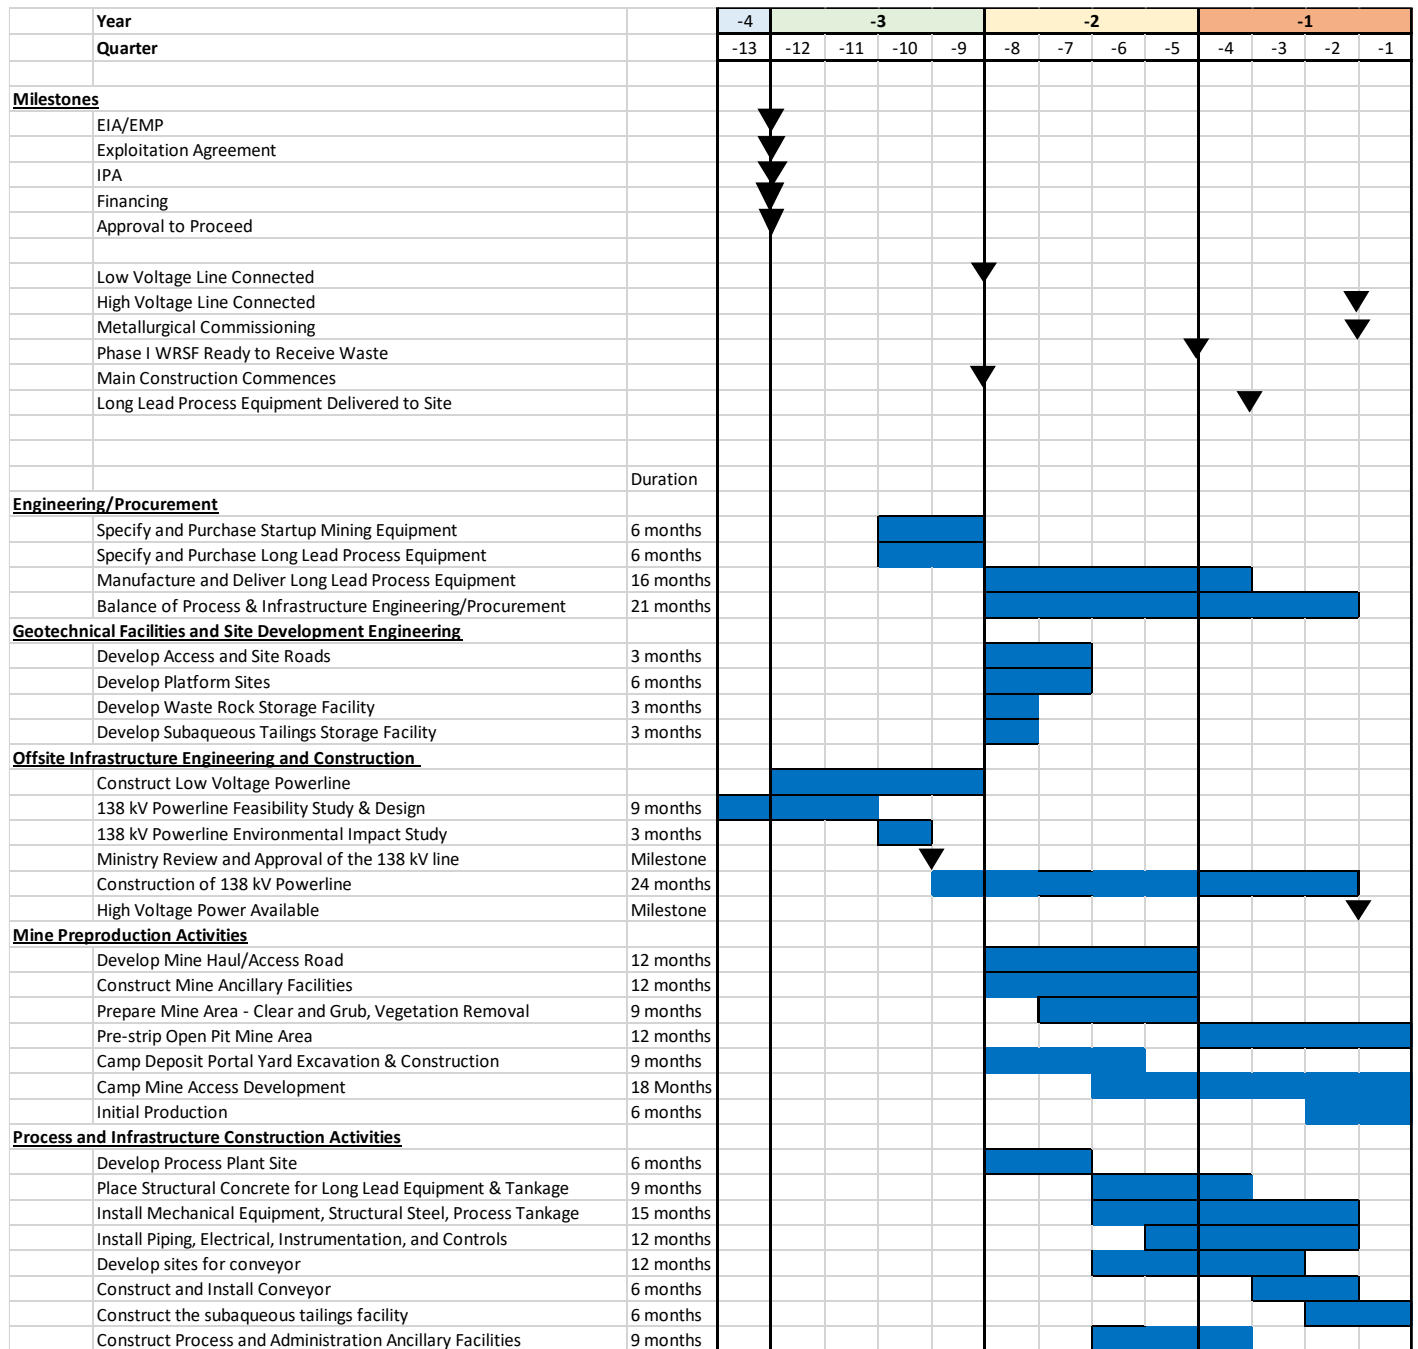 Year -4 -3 -2 -1
Quarter -13 -12 -11 -10 -9 -8 -7 -6 -5 -4 -3 -2 -1
Milestones
EIA/EMP
Exploitation Agreement
IPA
Financing
Approval to Proceed
Low Voltage Line Connected
High Voltage Line Connected
Metallurgical Commissioning
Phase I WRSF Ready to Receive Waste
Main Construction Commences
Long Lead Process Equipment Delivered to Site
Duration
Engineering/Procurement
Specify and Purchase Startup Mining Equipment 6 months
Specify and Purchase Long Lead Process Equipment 6 months
Manufacture and Deliver Long Lead Process Equipment 16 months
Balance of Process & Infrastructure Engineering/Procurement 21 months
Geotechnical Facilities and Site Development Engineering
Develop Access and Site Roads 3 months
Develop Platform Sites 6 months
Develop Waste Rock Storage Facility 3 months
Develop Subaqueous Tailings Storage Facility 3 months
Offsite Infrastructure Engineering and Construction
Construct Low Voltage Powerline
138 kV Powerline Feasibility Study & Design 9 months
138 kV Powerline Environmental Impact Study 3 months
Ministry Review and Approval of the 138 kV line Milestone
Construction of 138 kV Powerline 24 months
High Voltage Power Available Milestone
Mine Preproduction Activities
Develop Mine Haul/Access Road 12 months
Construct Mine Ancillary Facilities 12 months
Prepare Mine Area - Clear and Grub, Vegetation Removal 9 months
Pre-strip Open Pit Mine Area 12 months
Camp Deposit Portal Yard Excavation & Construction 9 months
Camp Mine Access Development 18 Months
Initial Production 6 months
Process and Infrastructure Construction Activities
Develop Process Plant Site 6 months
Place Structural Concrete for Long Lead Equipment & Tankage 9 months
Install Mechanical Equipment, Structural Steel, Process Tankage 15 months
Install Piping, Electrical, Instrumentation, and Controls 12 months
Develop sites for conveyor 12 months
Construct and Install Conveyor 6 months
Construct the subaqueous tailings facility 6 months
Construct Process and Administration Ancillary Facilities 9 months